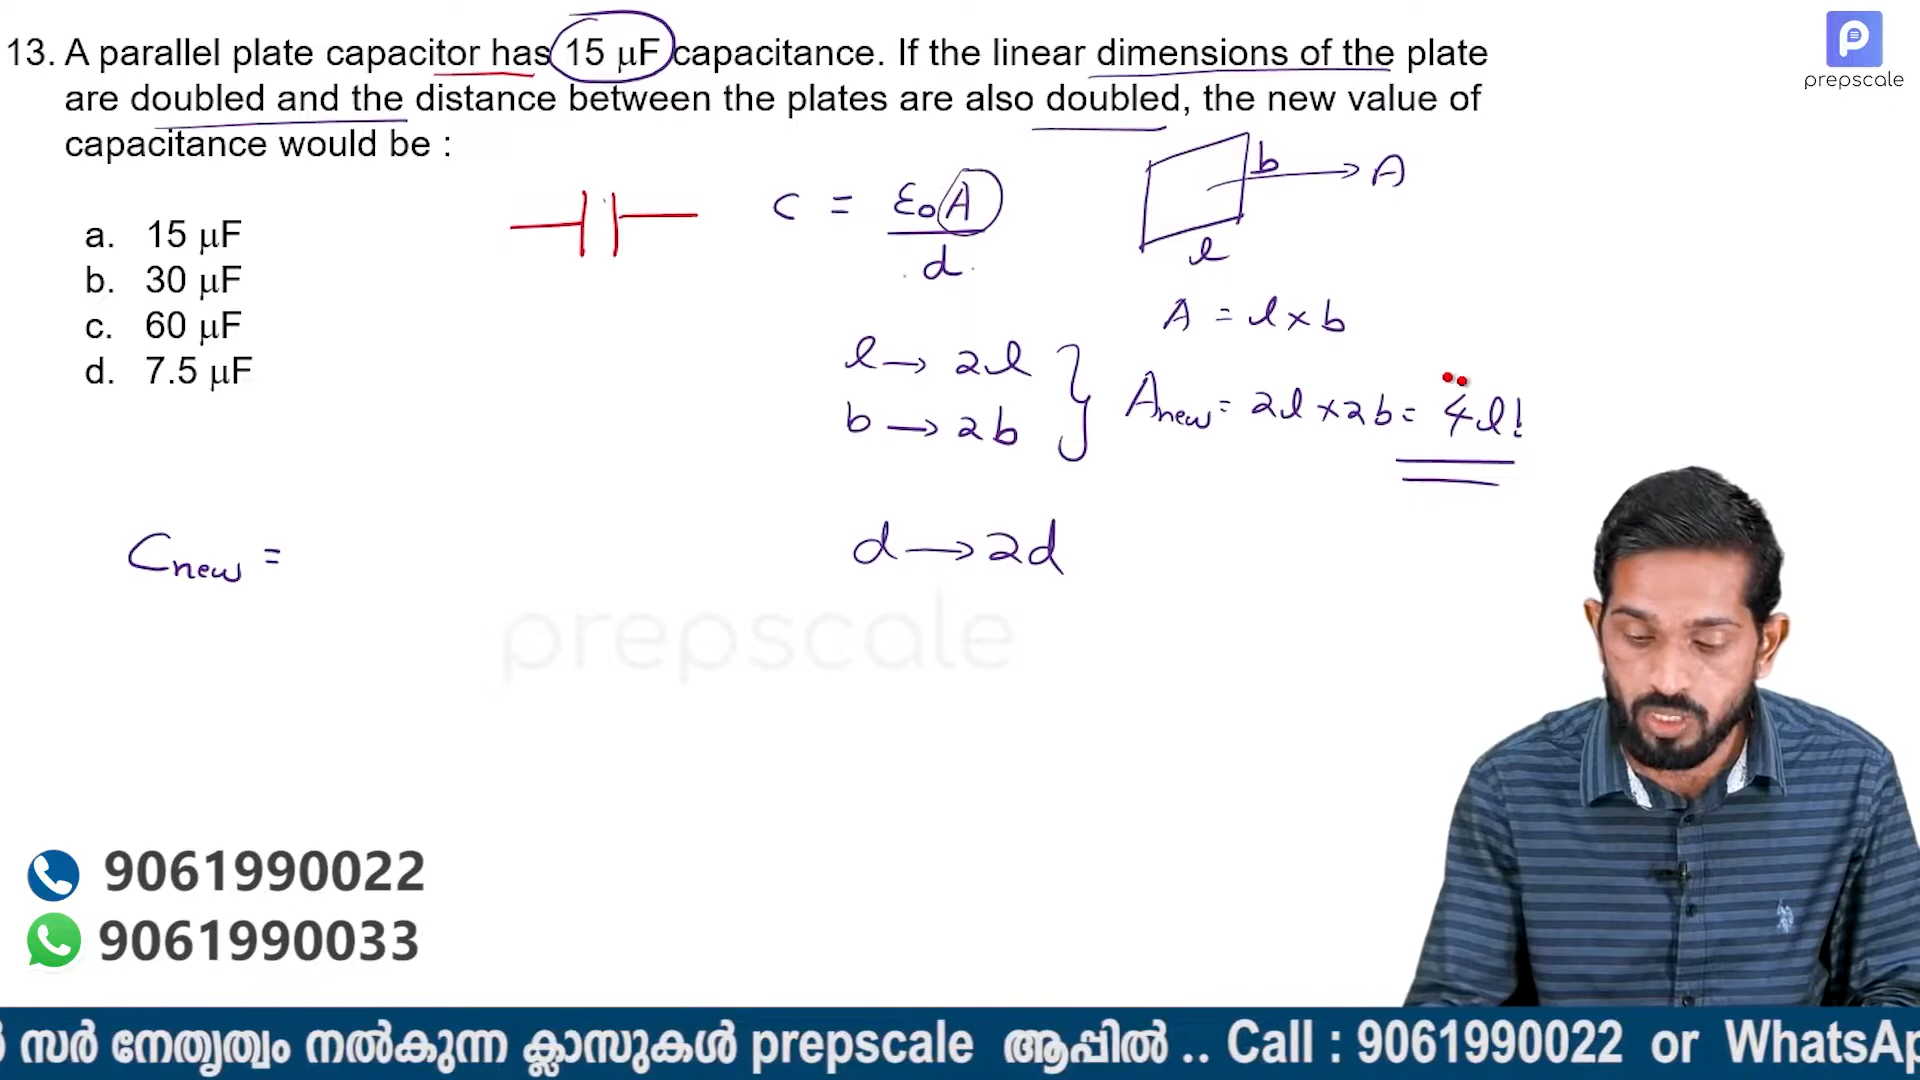 13. A parallel plate capacitor has 15 μF capacitance. If the linear dimensions of the plate
are doubled and the distance between the plates are also doubled, the new value of
capacitance would be :
a. 15 μF
b. 30 μF
c. 60 μF
d. 7.5 μF
prepscale
C = ε₀A / d
b
A
l
A = l × b
l → 2l
b → 2b
Anew = 2l × 2b = 4l
Cnew =
d → 2d
prepscale
9061990022
9061990033
സർ നേതൃത്വം നൽകുന്ന ക്ലാസുകൾ prepscale ആപ്പിൽ .. Call : 9061990022 or